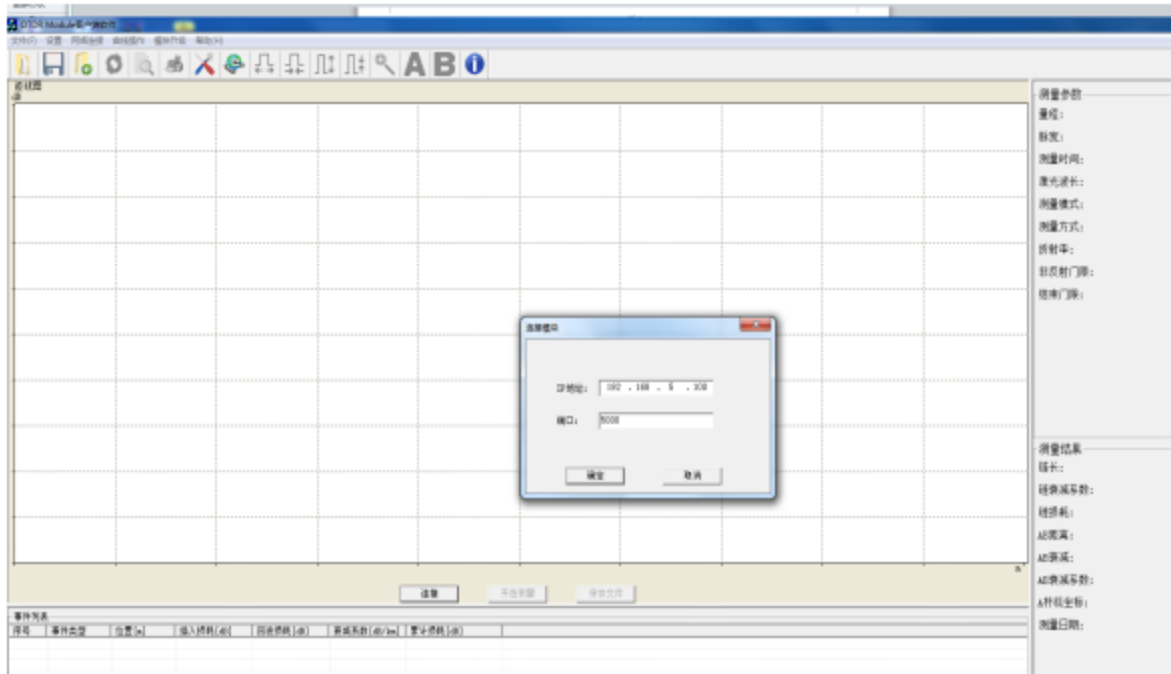 OTDR Module客户端软件
文件(F) 设置 网络连接 曲线操作 模块升级 帮助(H)
A B
曲线图
dB
测量参数
量程:
脉宽:
测量时间:
激光波长:
测量模式:
测量方式:
反射率:
非反射门限:
结束门限:
连接模块
IP地址: 192 . 168 . 5 . 100
端口: 5000
确定 取消
测量结果
链长:
链衰减系数:
链损耗:
AB距离:
AB衰减:
AB衰减系数:
A杆组坐标:
测量日期:
连接 开始测量 保存文件
事件列表
序号 事件类型 位置[m] 插入损耗(dB) 回波损耗(dB) 衰减系数(dB/km) 累计损耗(dB)